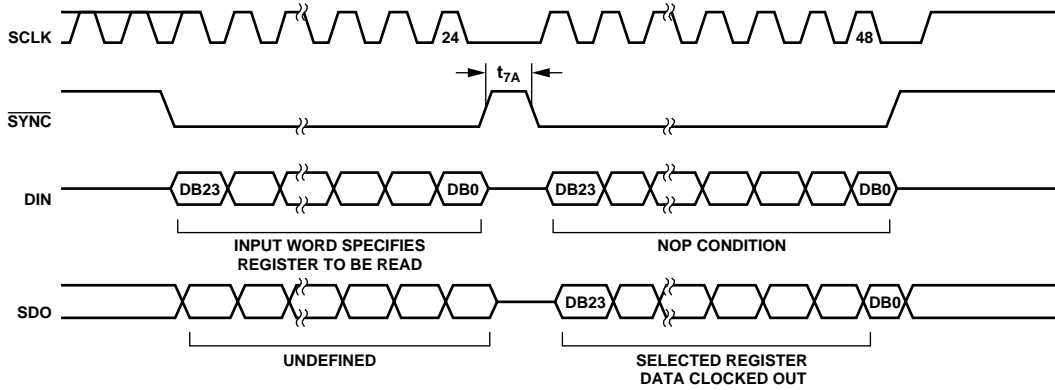 SCLK
24
48
t7A
SYNC
DIN
DB23
DB0
DB23
DB0
INPUT WORD SPECIFIES
REGISTER TO BE READ
NOP CONDITION
SDO
DB23
DB0
UNDEFINED
SELECTED REGISTER
DATA CLOCKED OUT